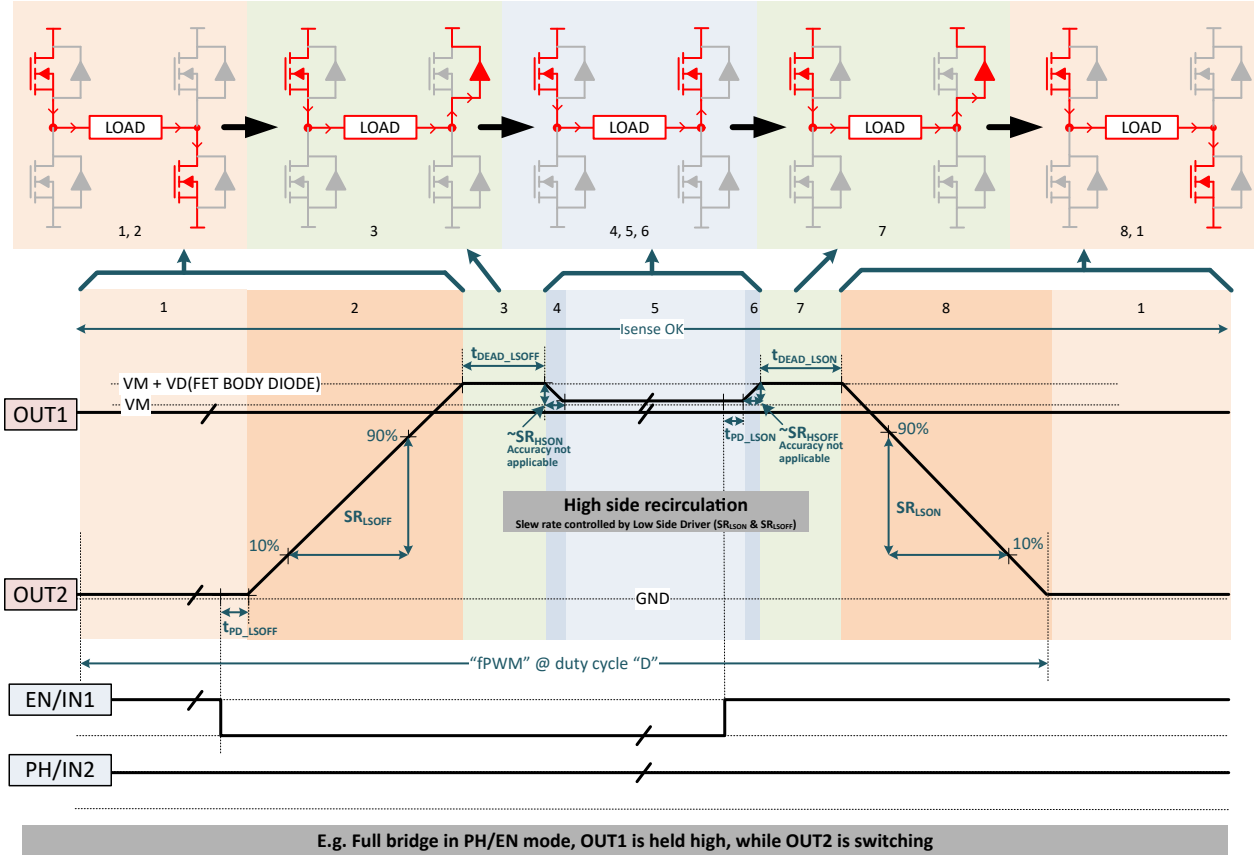 LOAD
LOAD
LOAD
LOAD
LOAD
1, 2
3
4, 5, 6
7
8, 1
1
2
3
4
5
6
7
8
1
Isense OK
tDEAD_LSOFF
tDEAD_LSON
VM + VD(FET BODY DIODE)
VM
OUT1
90%
~SRHSON
Accuracy not
applicable
tPD_LSON
~SRHSOFF
Accuracy not
applicable
90%
High side recirculation
Slew rate controlled by Low Side Driver (SRLSON & SRLSOFF)
SRLSOFF
SRLSON
10%
10%
OUT2
GND
tPD_LSOFF
“fPWM” @ duty cycle “D”
EN/IN1
PH/IN2
E.g. Full bridge in PH/EN mode, OUT1 is held high, while OUT2 is switching